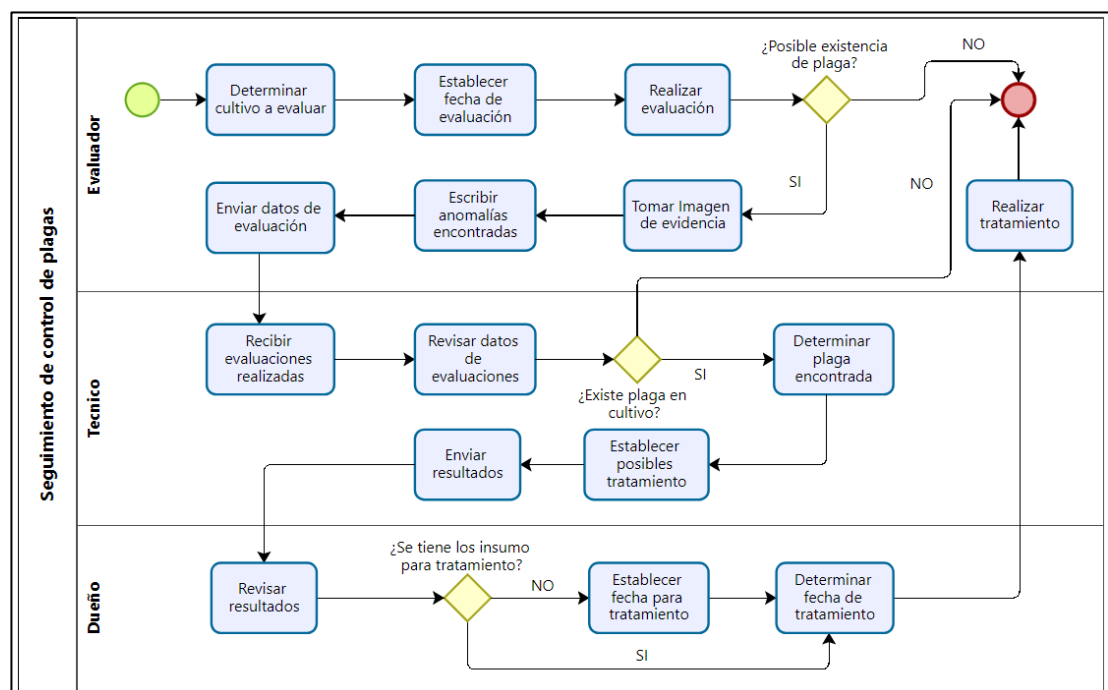 Seguimiento de control de plagas
Evaluador
Determinar
cultivo a evaluar
Establecer
fecha de
evaluación
Realizar
evaluación
¿Posible existencia
de plaga?
NO
SI
NO
Enviar datos de
evaluación
Escribir
anomalías
encontradas
Tomar Imagen
de evidencia
Realizar
tratamiento
Tecnico
Recibir
evaluaciones
realizadas
Revisar datos
de
evaluaciones
SI
¿Existe plaga en
cultivo?
Determinar
plaga
encontrada
Enviar
resultados
Establecer
posibles
tratamiento
Dueño
Revisar
resultados
¿Se tiene los insumo
para tratamiento?
NO
Establecer
fecha para
tratamiento
Determinar
fecha de
tratamiento
SI